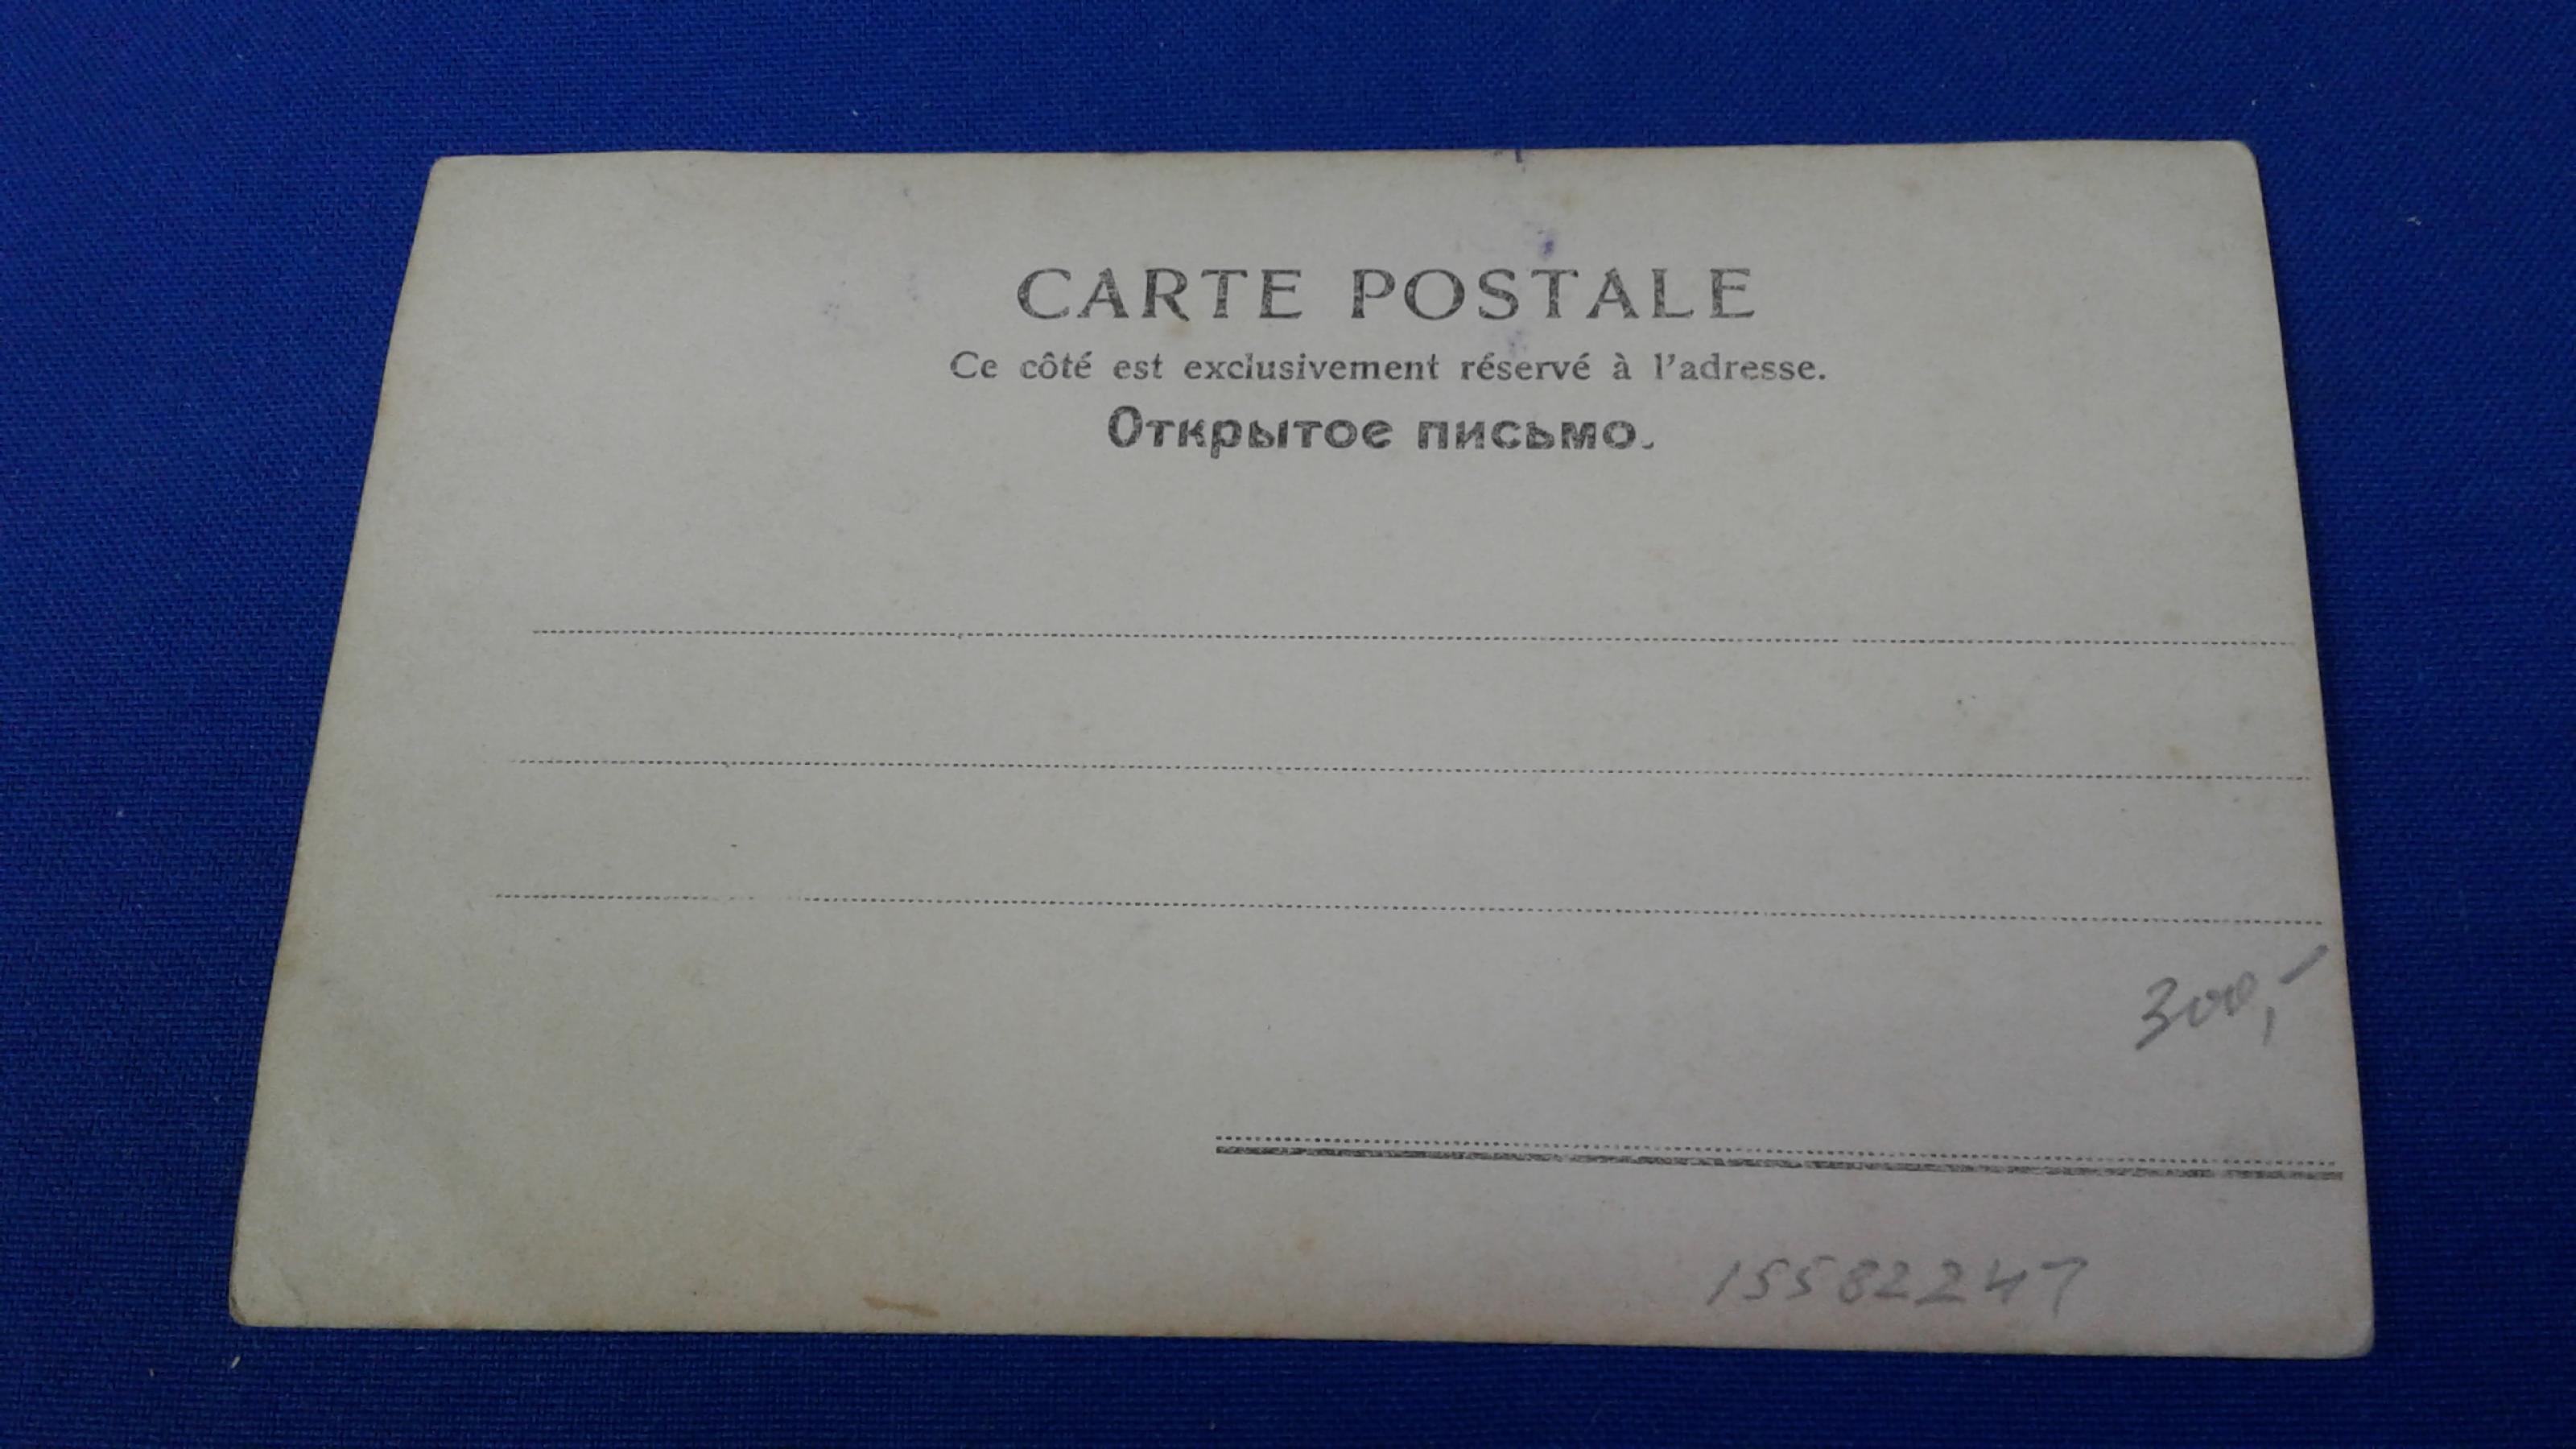 CARTE POSTALE
Ce côté est exclusivement réservé à l'adresse.
Открытое письмо.
300,-
15582247